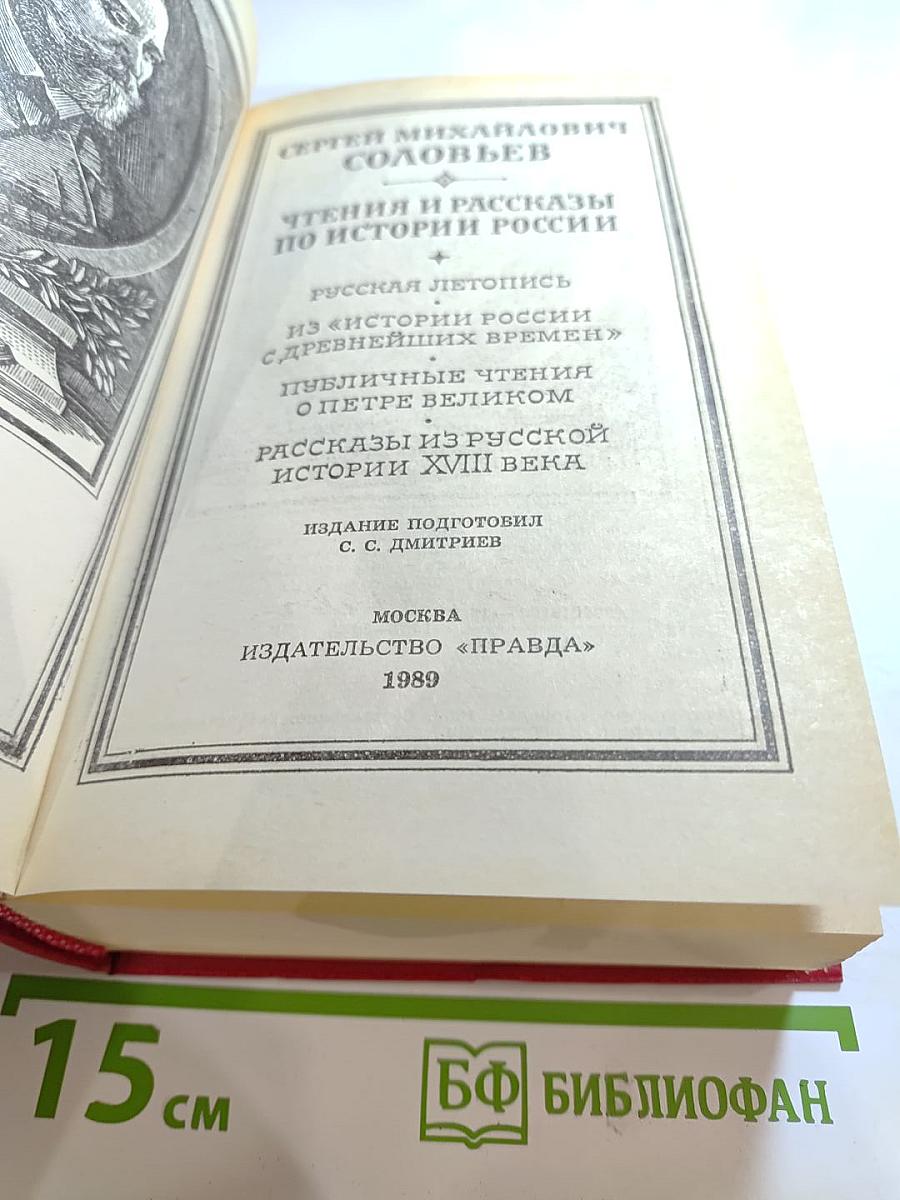 СЕРГЕЙ МИХАЙЛОВИЧ
СОЛОВЬЕВ
ЧТЕНИЯ И РАССКАЗЫ
ПО ИСТОРИИ РОССИИ
РУССКАЯ ЛЕТОПИСЬ
ИЗ «ИСТОРИИ РОССИИ
С ДРЕВНЕЙШИХ ВРЕМЕН»
ПУБЛИЧНЫЕ ЧТЕНИЯ
О ПЕТРЕ ВЕЛИКОМ
РАССКАЗЫ ИЗ РУССКОЙ
ИСТОРИИ XVIII ВЕКА
ИЗДАНИЕ ПОДГОТОВИЛ
С. С. ДМИТРИЕВ
МОСКВА
ИЗДАТЕЛЬСТВО «ПРАВДА»
1989
15 см
БФ БИБЛИОФАН